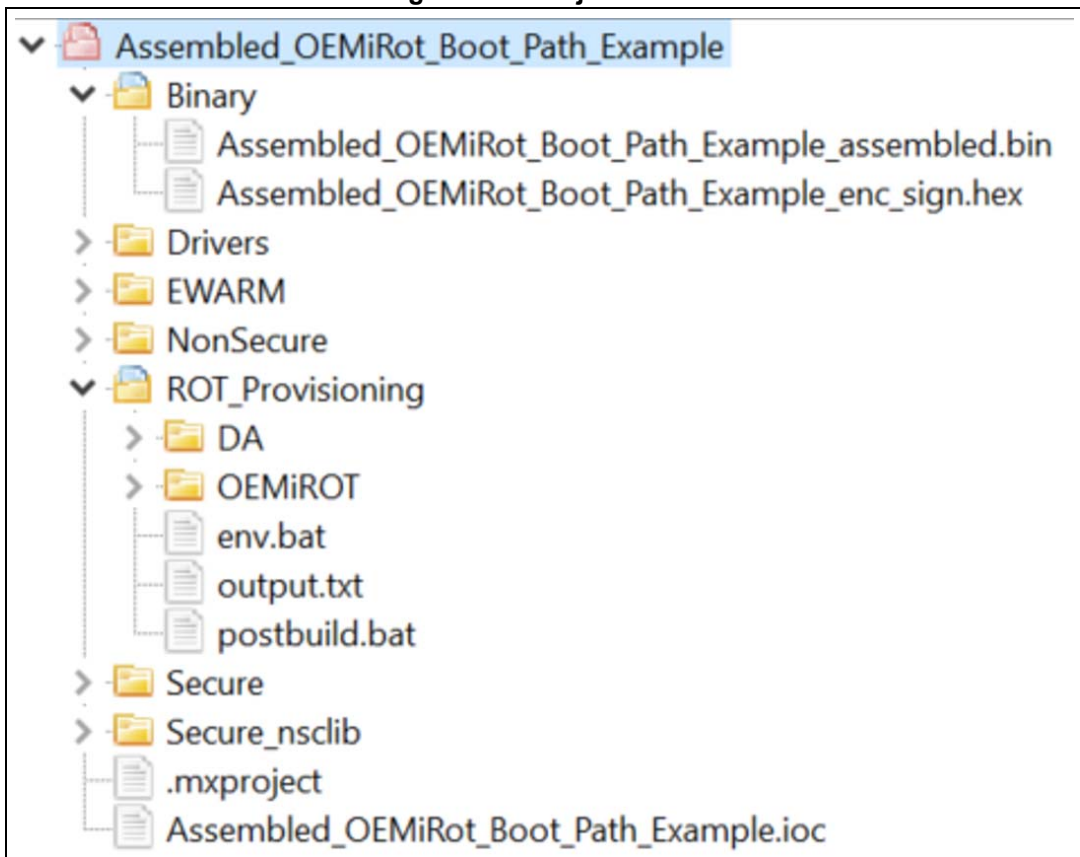 Assembled_OEMiRot_Boot_Path_Example
Binary
Assembled_OEMiRot_Boot_Path_Example_assembled.bin
Assembled_OEMiRot_Boot_Path_Example_enc_sign.hex
Drivers
EWARM
NonSecure
ROT_Provisioning
DA
OEMiROT
env.bat
output.txt
postbuild.bat
Secure
Secure_nsclib
.mxproject
Assembled_OEMiRot_Boot_Path_Example.ioc